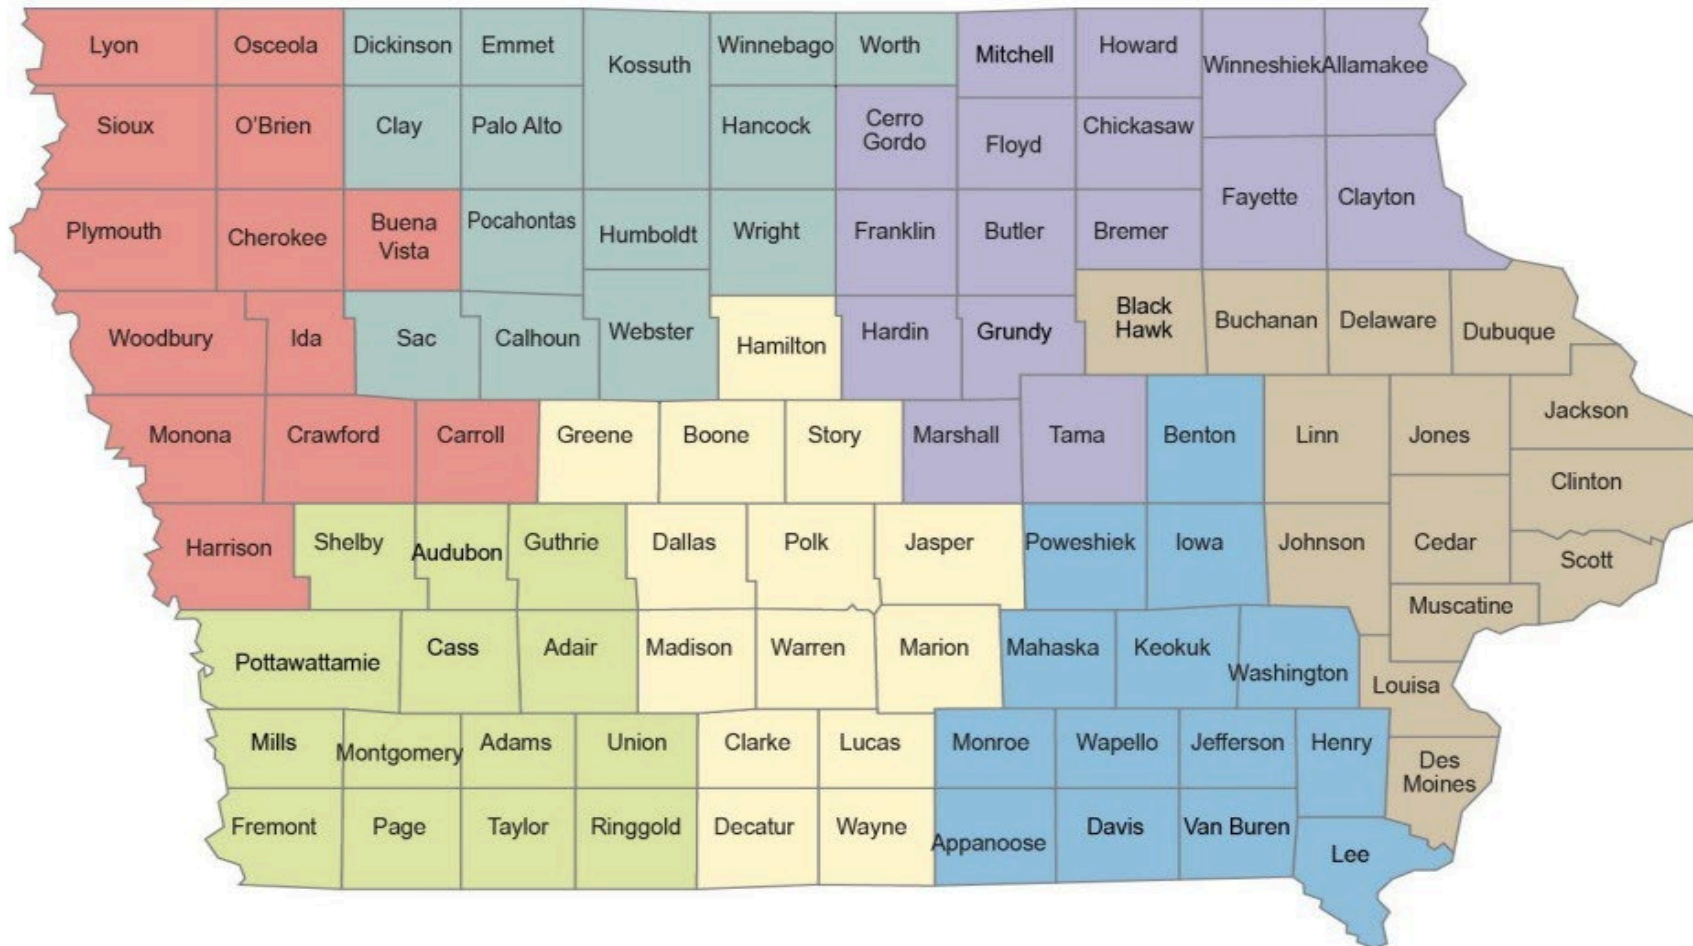 Lyon
Osceola
Dickinson
Emmet
Kossuth
Winnebago
Worth
Mitchell
Howard
Winneshiek
Allamakee
Sioux
O'Brien
Clay
Palo Alto
Hancock
Cerro
Gordo
Floyd
Chickasaw
Fayette
Clayton
Plymouth
Cherokee
Buena
Vista
Pocahontas
Humboldt
Wright
Franklin
Butler
Bremer
Woodbury
Ida
Sac
Calhoun
Webster
Hamilton
Hardin
Grundy
Black
Hawk
Buchanan
Delaware
Dubuque
Monona
Crawford
Carroll
Greene
Boone
Story
Marshall
Tama
Benton
Linn
Jones
Jackson
Clinton
Harrison
Shelby
Audubon
Guthrie
Dallas
Polk
Jasper
Poweshiek
Iowa
Johnson
Cedar
Scott
Muscatine
Pottawattamie
Cass
Adair
Madison
Warren
Marion
Mahaska
Keokuk
Washington
Louisa
Mills
Montgomery
Adams
Union
Clarke
Lucas
Monroe
Wapello
Jefferson
Henry
Des
Moines
Fremont
Page
Taylor
Ringgold
Decatur
Wayne
Appanoose
Davis
Van Buren
Lee